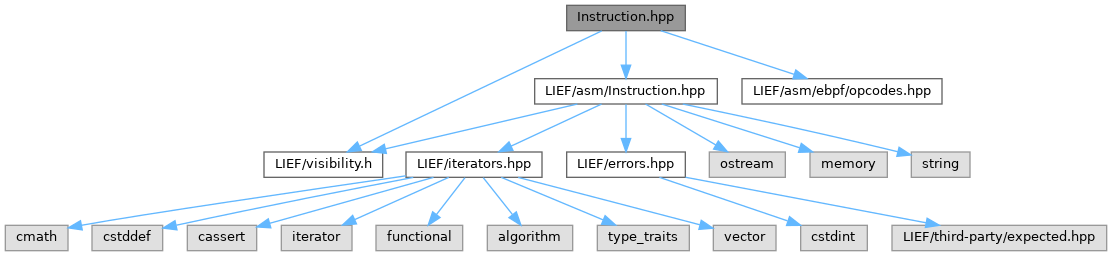 Instruction.hpp
LIEF/asm/Instruction.hpp
LIEF/asm/ebpf/opcodes.hpp
LIEF/visibility.h
LIEF/iterators.hpp
LIEF/errors.hpp
ostream
memory
string
cmath
cstddef
cassert
iterator
functional
algorithm
type_traits
vector
cstdint
LIEF/third-party/expected.hpp